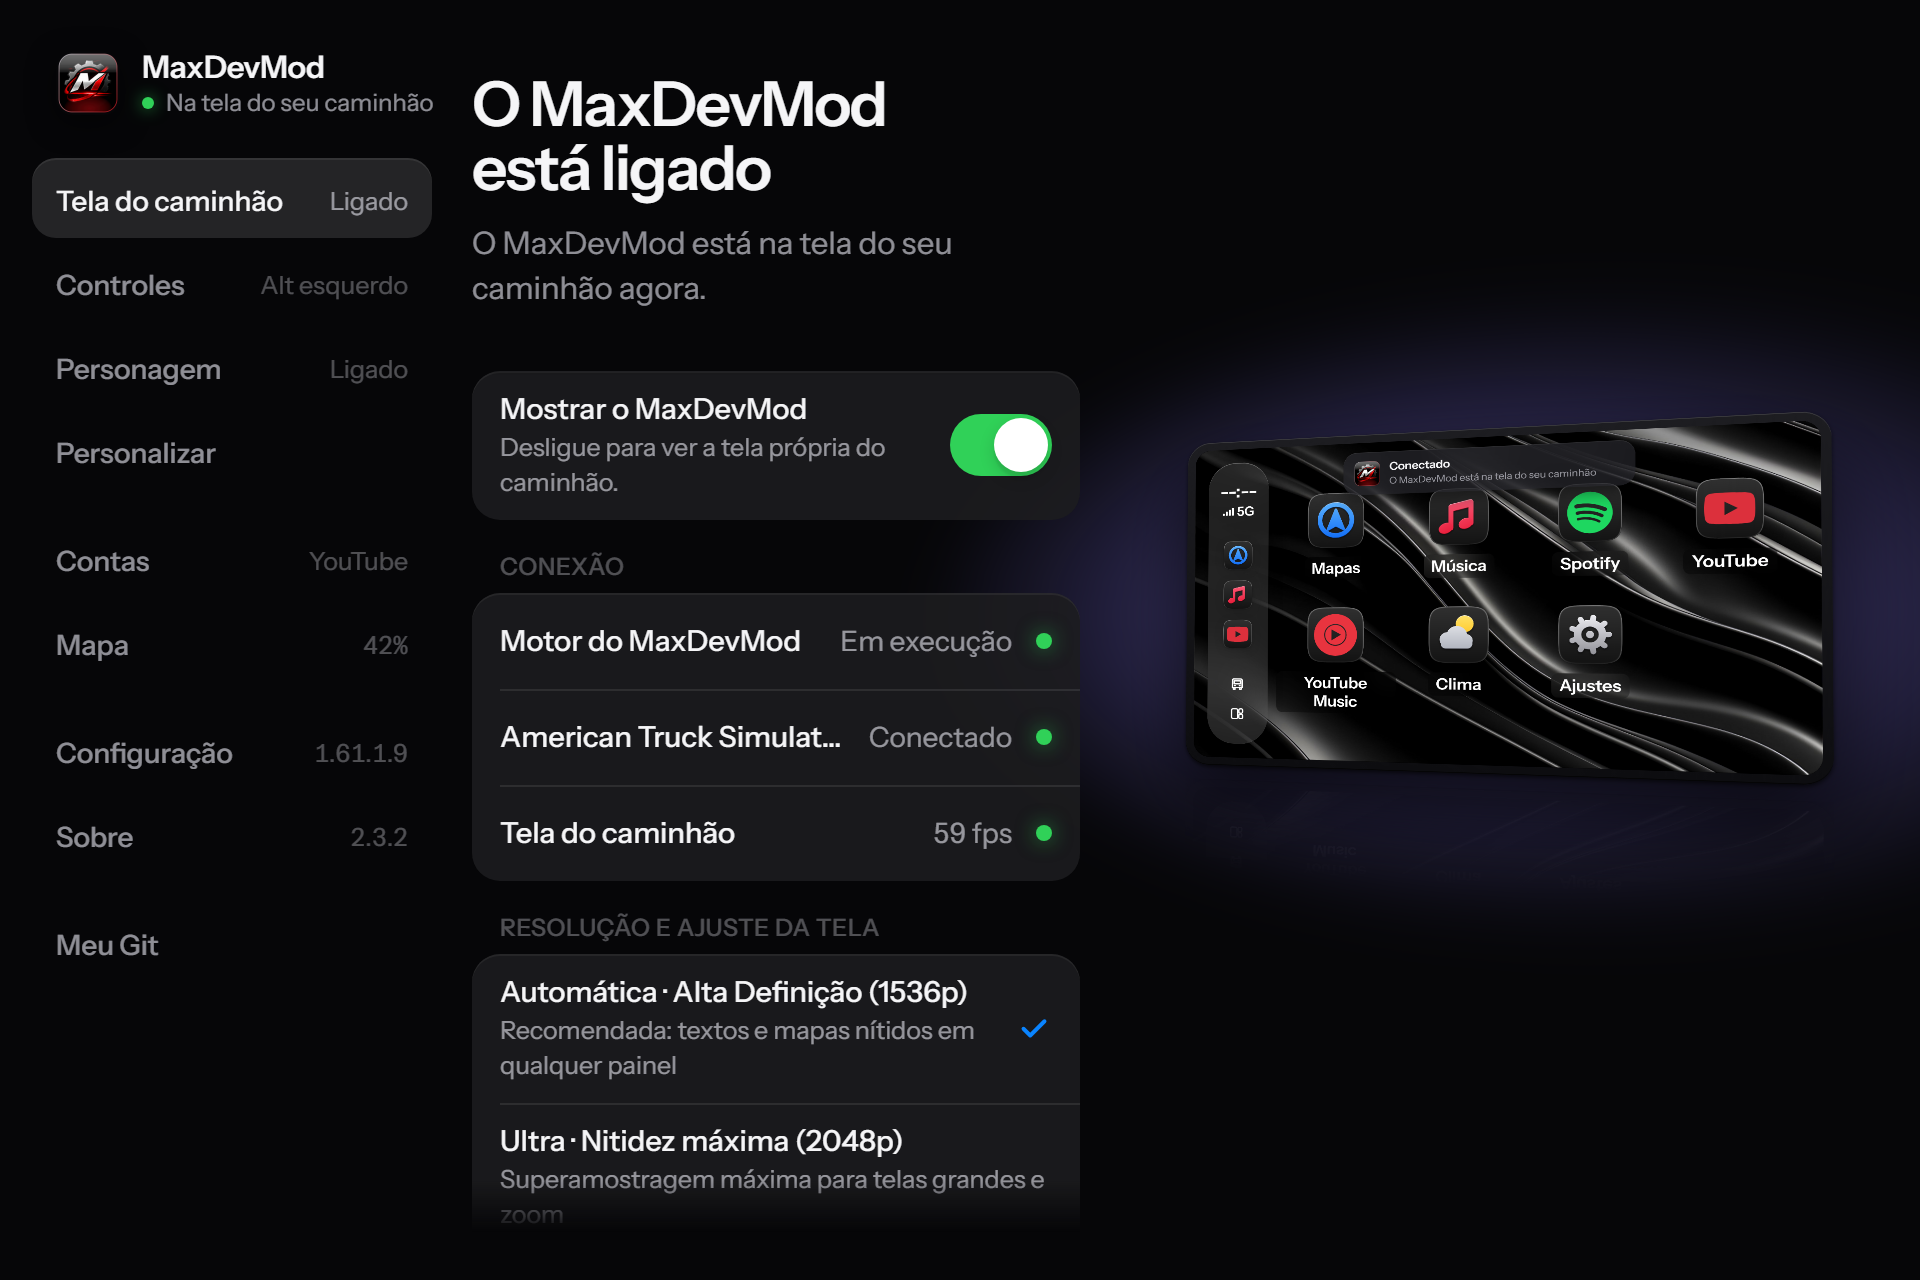 MaxDevMod
Na tela do seu caminhão
Tela do caminhão Ligado
Controles Alt esquerdo
Personagem Ligado
Personalizar
Contas YouTube
Mapa 42%
Configuração 1.61.1.9
Sobre 2.3.2
Meu Git
O MaxDevMod
está ligado
O MaxDevMod está na tela do seu
caminhão agora.
Mostrar o MaxDevMod
Desligue para ver a tela própria do
caminhão.
CONEXÃO
Motor do MaxDevMod Em execução
American Truck Simulat... Conectado
Tela do caminhão 59 fps
RESOLUÇÃO E AJUSTE DA TELA
Automática · Alta Definição (1536p)
Recomendada: textos e mapas nítidos em
qualquer painel
Ultra · Nitidez máxima (2048p)
Superamostragem máxima para telas grandes e
zoom
Conectado
O MaxDevMod está na tela do seu caminhão
--:--
5G
Mapas
Música
Spotify
YouTube
YouTube
Music
Clima
Ajustes